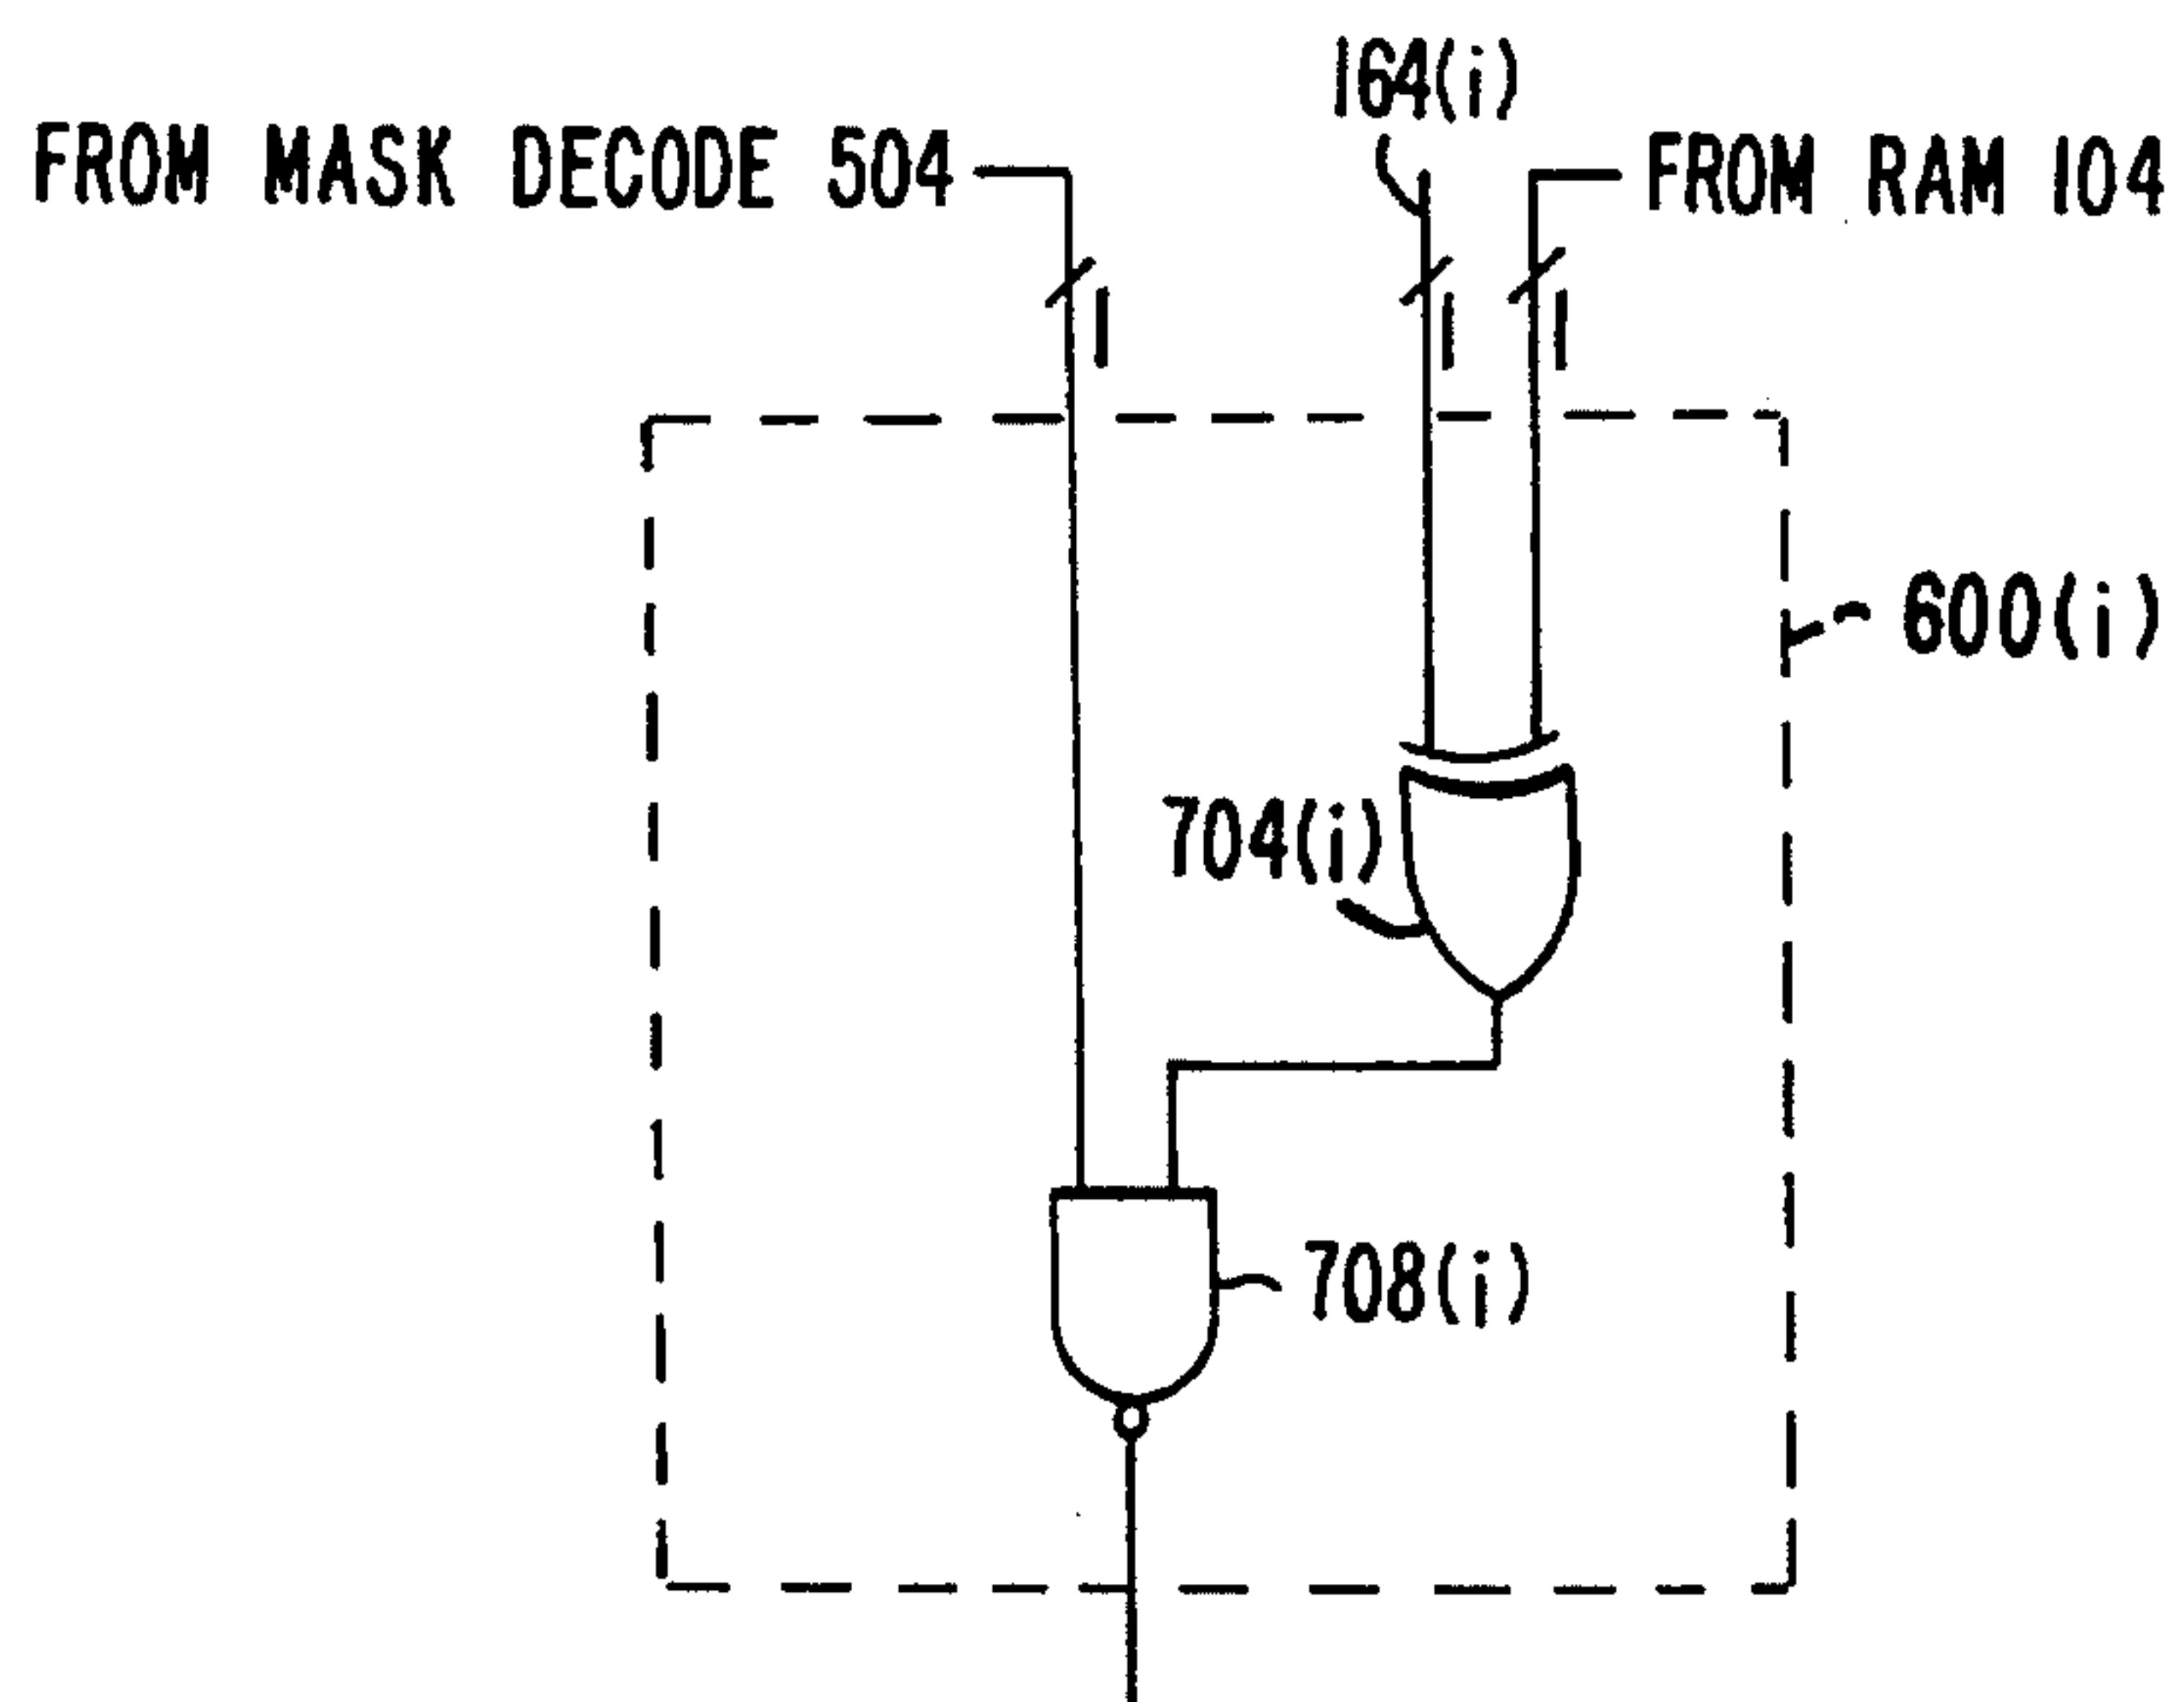 164(i)
FROM MASK DECODE 504
FROM RAM 104
1
1
1
600(i)
704(i)
708(i)